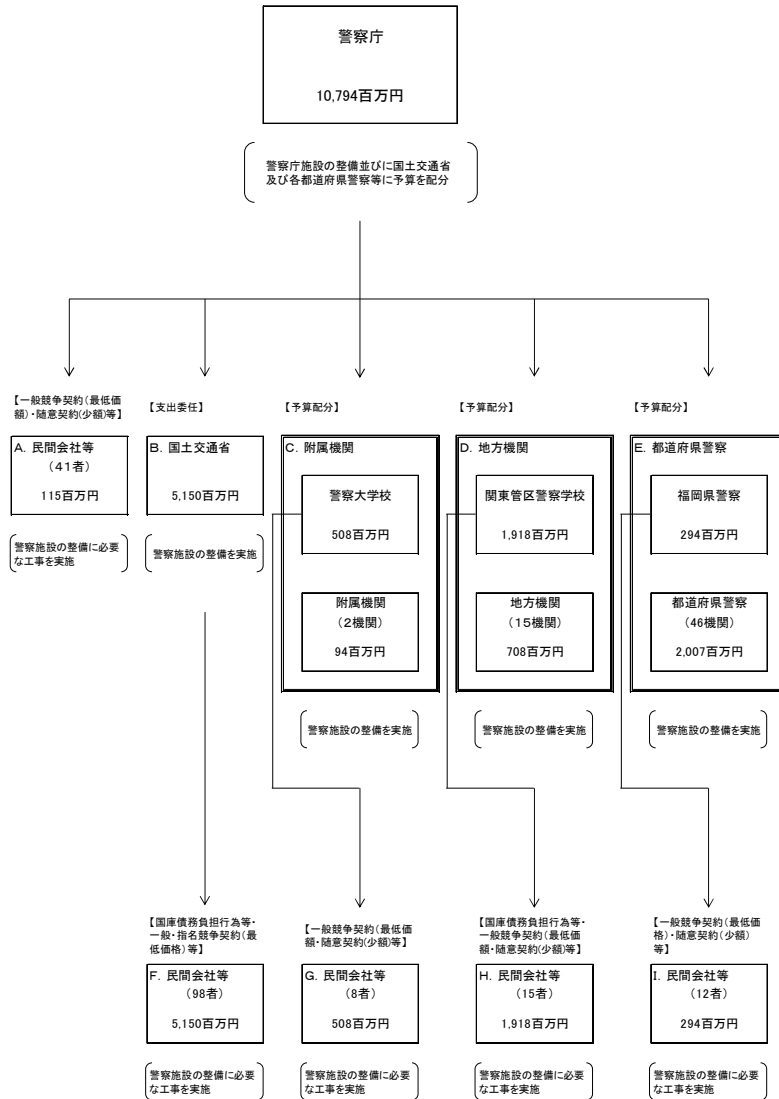 警察庁
10,794百万円
警察庁施設の整備並びに国土交通省
及び各都道府県警察等に予算を配分
【一般競争契約(最低価
額)・随意契約(少額)等】
【支出委任】
【予算配分】
【予算配分】
【予算配分】
A. 民間会社等
(41者)
115百万円
B. 国土交通省
5,150百万円
C. 附属機関
警察大学校
508百万円
附属機関
(2機関)
94百万円
D. 地方機関
関東管区警察学校
1,918百万円
地方機関
(15機関)
708百万円
E. 都道府県警察
福岡県警察
294百万円
都道府県警察
(46機関)
2,007百万円
警察施設の整備に必要
な工事を実施
警察施設の整備を実施
警察施設の整備を実施
警察施設の整備を実施
警察施設の整備を実施
【国庫債務負担行為等・
一般・指名競争契約(最
低価格)等】
【一般競争契約(最低価
額・随意契約(少額)等】
【国庫債務負担行為等・
一般競争契約(最低価
額・随意契約(少額)等】
【一般競争契約(最低価
格)・随意契約(少額)
等】
F. 民間会社等
(98者)
5,150百万円
G. 民間会社等
(8者)
508百万円
H. 民間会社等
(15者)
1,918百万円
I. 民間会社等
(12者)
294百万円
警察施設の整備に必要
な工事を実施
警察施設の整備に必要
な工事を実施
警察施設の整備に必要
な工事を実施
警察施設の整備に必要
な工事を実施